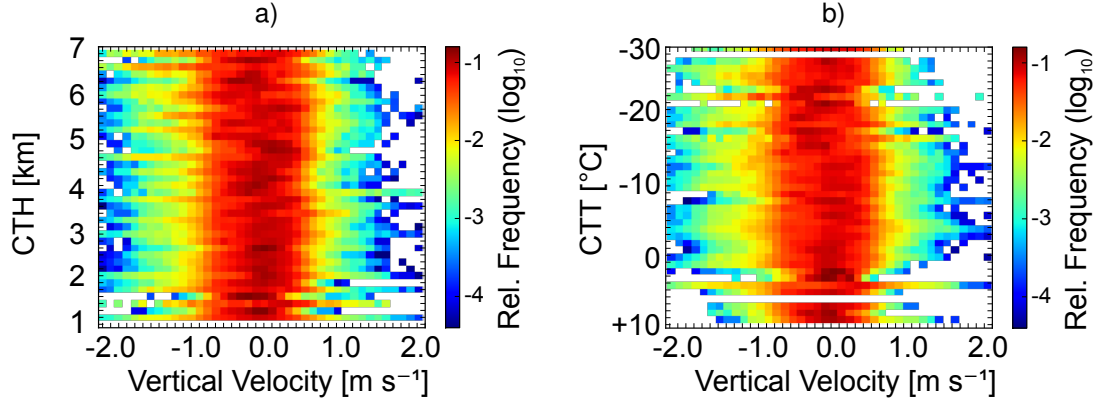 a)
CTH [km]
7
6
5
4
3
2
1
-2.0 -1.0 0.0 1.0 2.0
Vertical Velocity [m s⁻¹]
-1
-2
-3
-4
Rel. Frequency (log₁₀)
b)
CTT [°C]
-30
-20
-10
0
+10
-2.0 -1.0 0.0 1.0 2.0
Vertical Velocity [m s⁻¹]
-1
-2
-3
-4
Rel. Frequency (log₁₀)